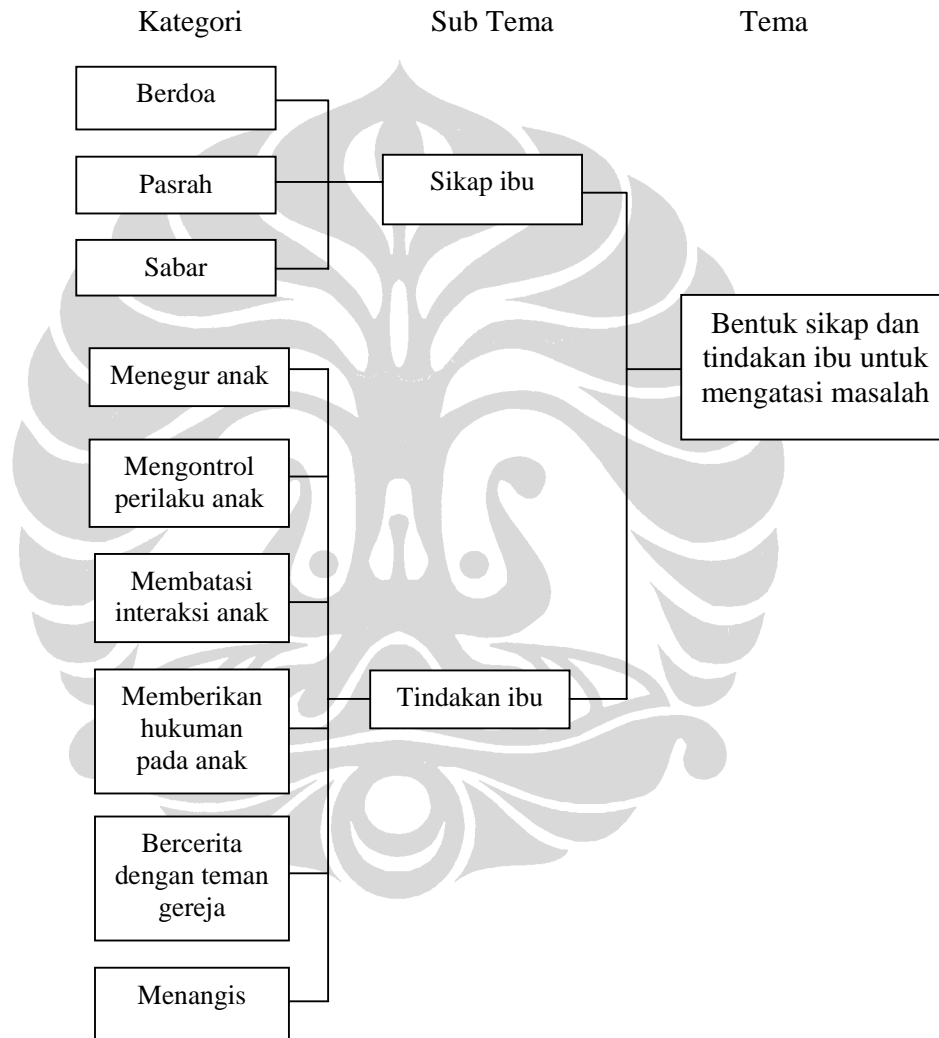 Kategori Sub Tema Tema
Berdoa
Pasrah
Sabar
Sikap ibu
Menegur anak
Mengontrol
perilaku anak
Membatasi
interaksi anak
Memberikan
hukuman
pada anak
Bercerita
dengan teman
gereja
Menangis
Tindakan ibu
Bentuk sikap dan
tindakan ibu untuk
mengatasi masalah